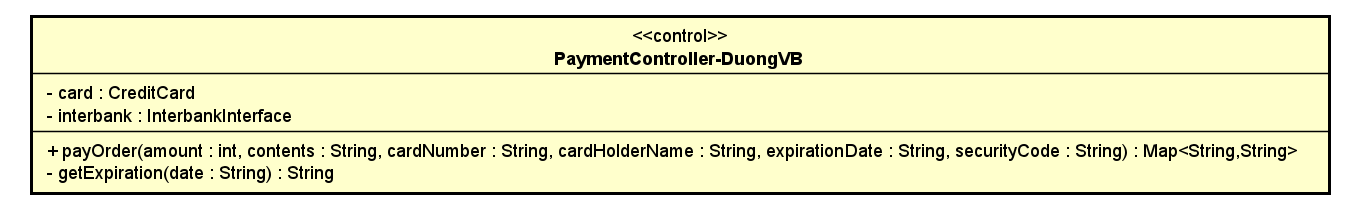 <<control>>
PaymentController-DuongVB
- card : CreditCard
- interbank : InterbankInterface
+ payOrder(amount : int, contents : String, cardNumber : String, cardHolderName : String, expirationDate : String, securityCode : String) : Map<String,String>
- getExpiration(date : String) : String